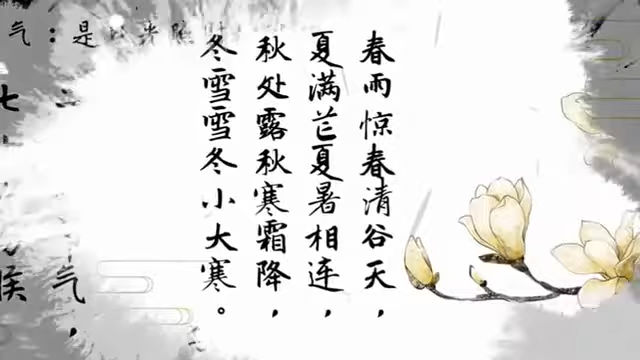 春雨惊春清谷天，
夏满芒夏暑相连，
秋处露秋寒霜降，
冬雪雪冬小大寒。